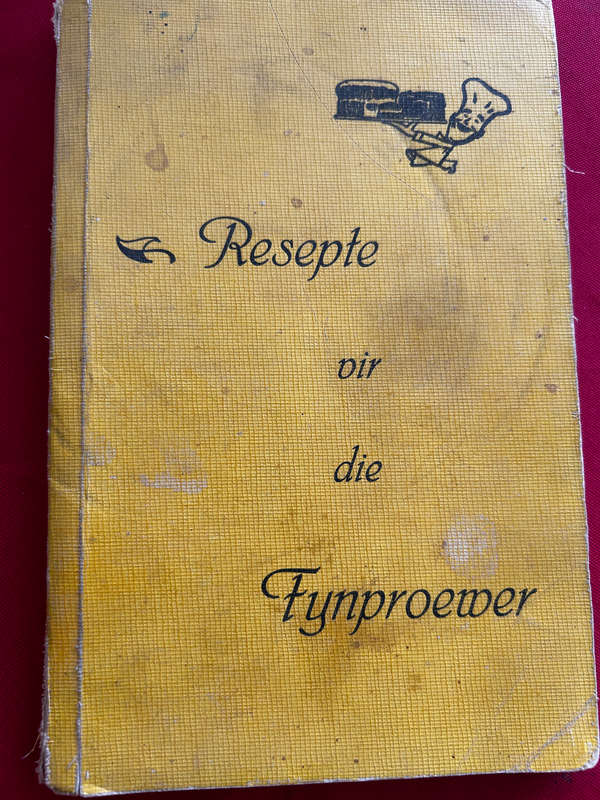 Resepte
vir
die
Fynproewer